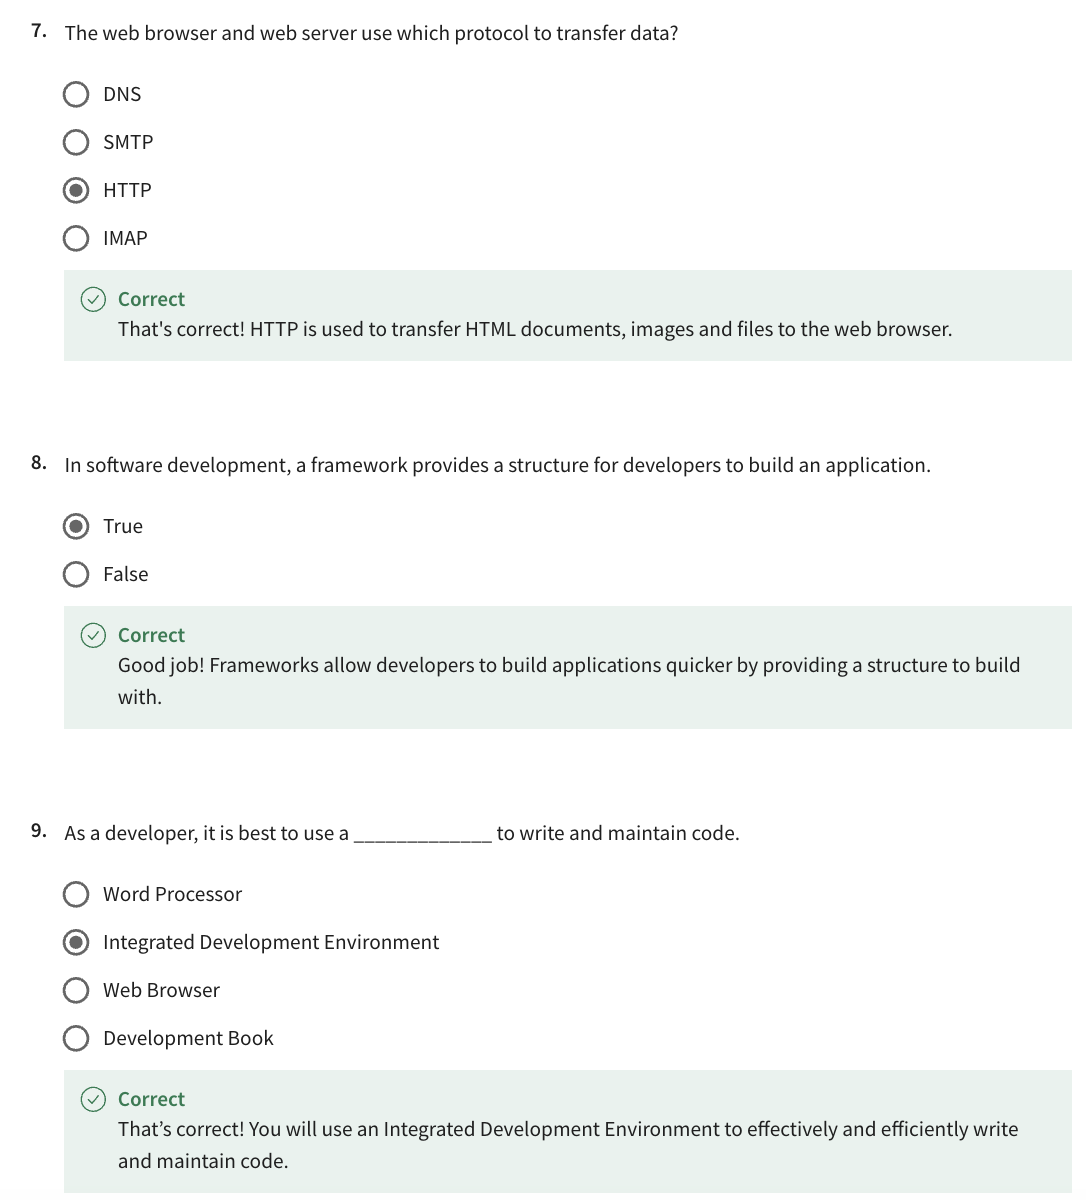 7. The web browser and web server use which protocol to transfer data?
DNS
SMTP
HTTP
IMAP
Correct
That's correct! HTTP is used to transfer HTML documents, images and files to the web browser.
8. In software development, a framework provides a structure for developers to build an application.
True
False
Correct
Good job! Frameworks allow developers to build applications quicker by providing a structure to build
with.
9. As a developer, it is best to use a _____________ to write and maintain code.
Word Processor
Integrated Development Environment
Web Browser
Development Book
Correct
That’s correct! You will use an Integrated Development Environment to effectively and efficiently write
and maintain code.